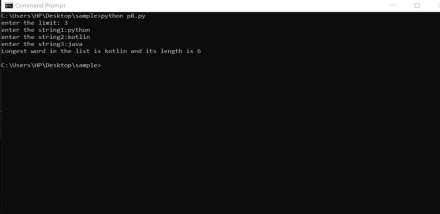 Command Prompt
C:\Users\HP\Desktop\sample>python p8.py
enter the limit: 3
enter the string1:python
enter the string2:kotlin
enter the string3:java
Longest word in the list is kotlin and its length is 6
C:\Users\HP\Desktop\sample>